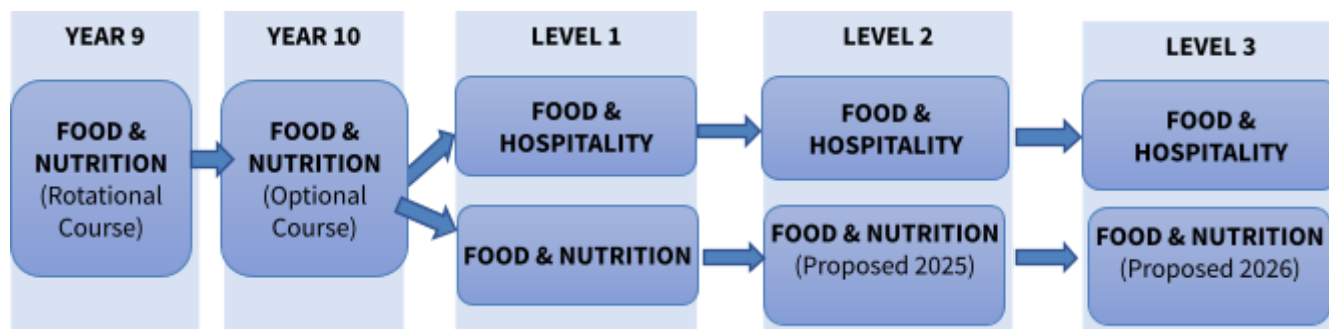 YEAR 9
YEAR 10
LEVEL 1
LEVEL 2
LEVEL 3
FOOD &
NUTRITION
(Rotational
Course)
FOOD &
NUTRITION
(Optional
Course)
FOOD &
HOSPITALITY
FOOD &
HOSPITALITY
FOOD &
HOSPITALITY
FOOD & NUTRITION
FOOD & NUTRITION
(Proposed 2025)
FOOD & NUTRITION
(Proposed 2026)